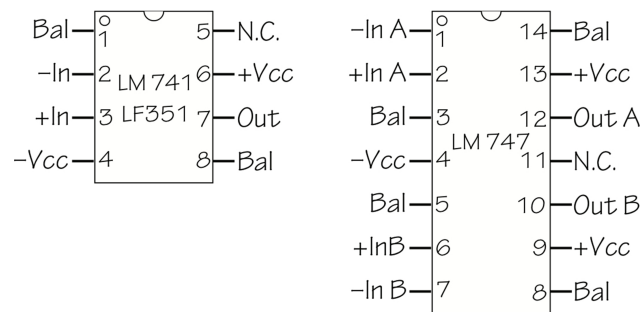 Bal 1 5 N.C.
-In 2 6 +Vcc
LM 741
+In 3 7 Out
LF351
-Vcc 4 8 Bal
-In A 1 14 Bal
+In A 2 13 +Vcc
Bal 3 12 Out A
LM 747
-Vcc 4 11 N.C.
Bal 5 10 Out B
+InB 6 9 +Vcc
-In B 7 8 Bal